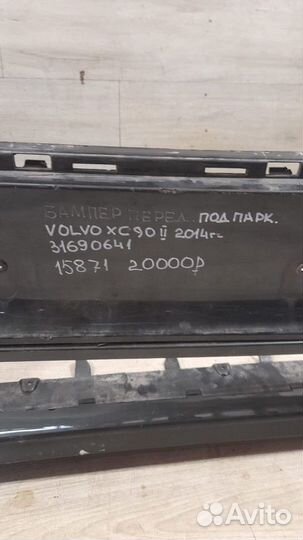 БАМПЕР ПЕРЕД. ПОД ПАРК.
VOLVO XC90 II 2014г-
31690641
15871 20000₽
Avito